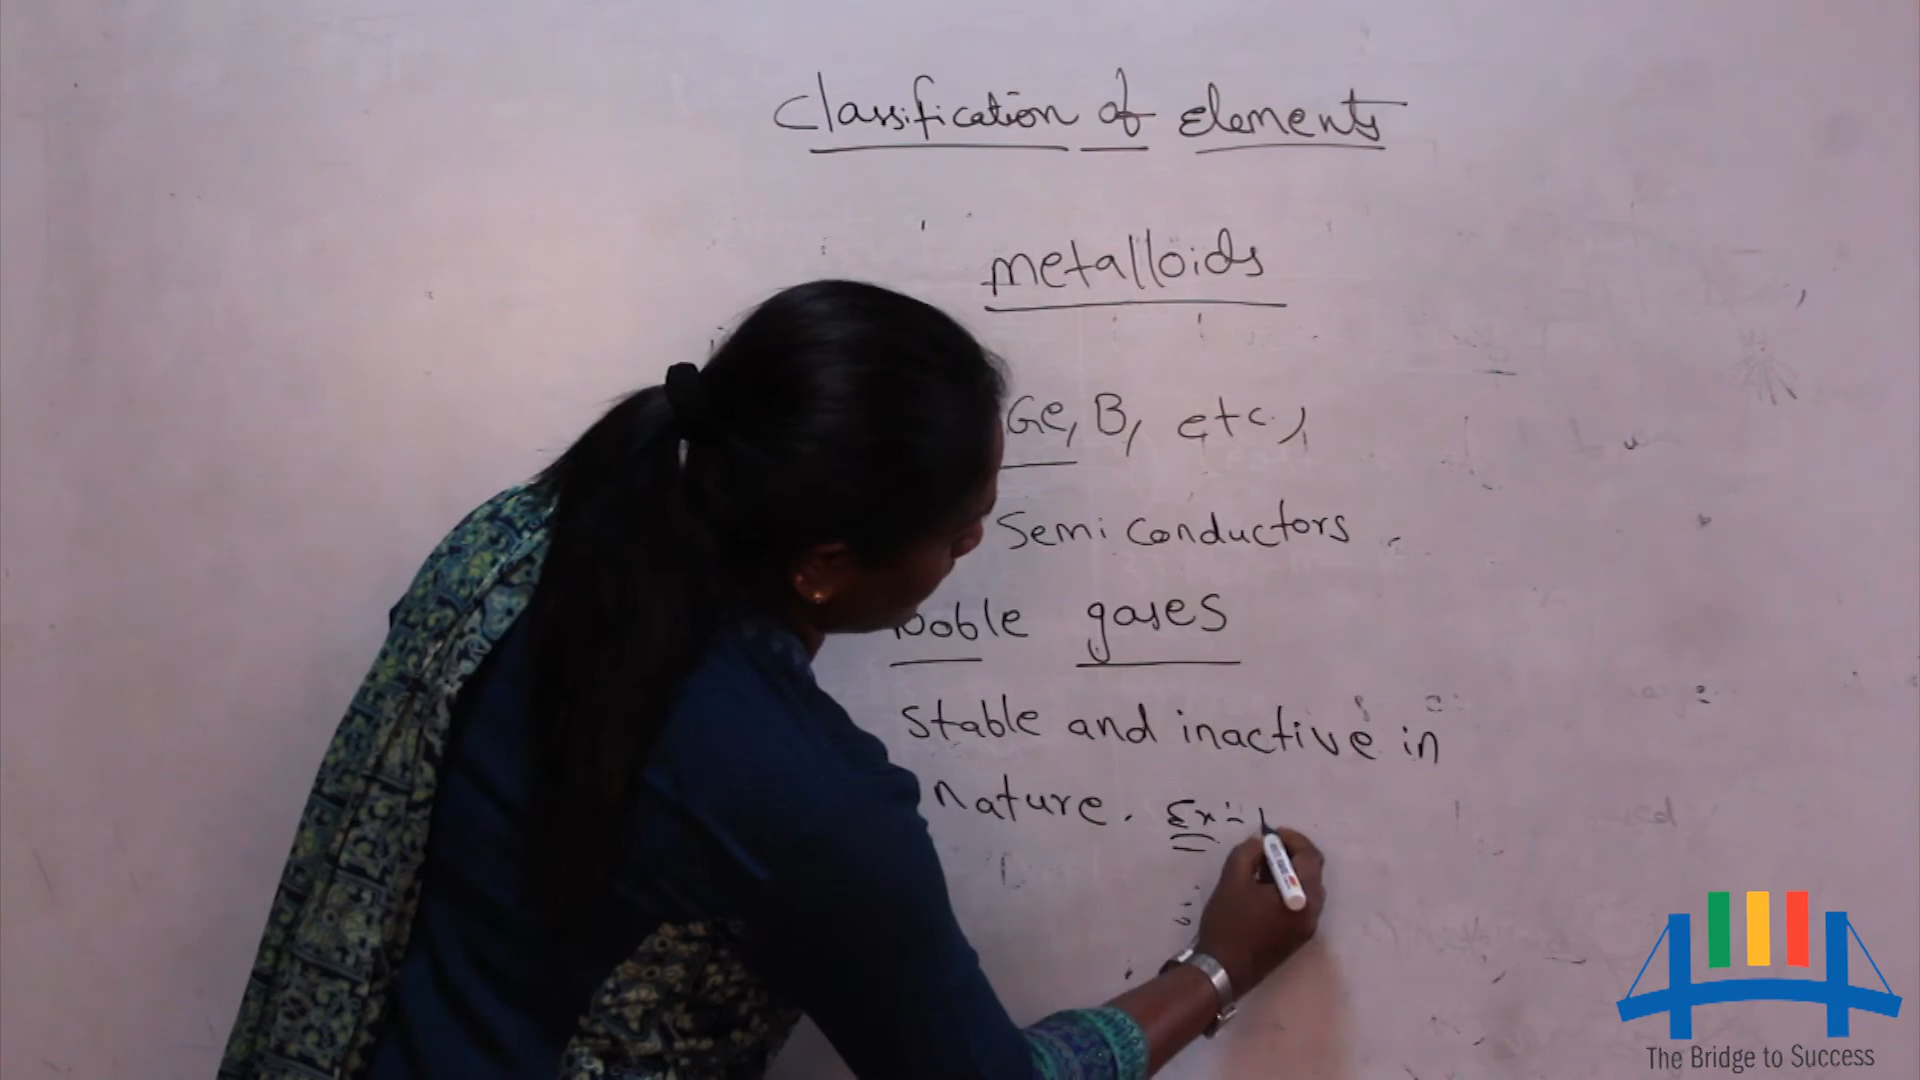 Classification of elements
metalloids
Ge, B, etc.,
Semi conductors
Noble gases
Stable and inactive in
nature. Ex:-
The Bridge to Success